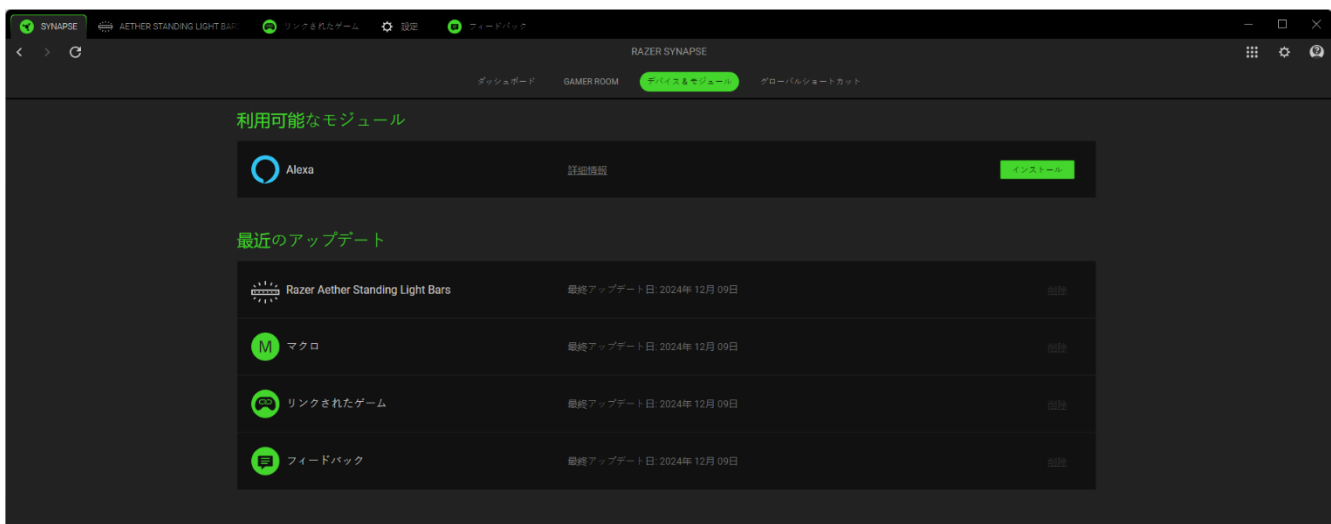 SYNAPSE AETHER STANDING LIGHT BAR リンクされたゲーム 設定 フィードバック
RAZER SYNAPSE
ダッシュボード GAMER ROOM デバイス & モジュール グローバルショートカット
利用可能なモジュール
Alexa 詳細情報 インストール
最近のアップデート
Razer Aether Standing Light Bars 最終アップデート日: 2024年 12月 09日 削除
M マクロ 最終アップデート日: 2024年 12月 09日 削除
リンクされたゲーム 最終アップデート日: 2024年 12月 09日 削除
フィードバック 最終アップデート日: 2024年 12月 09日 削除